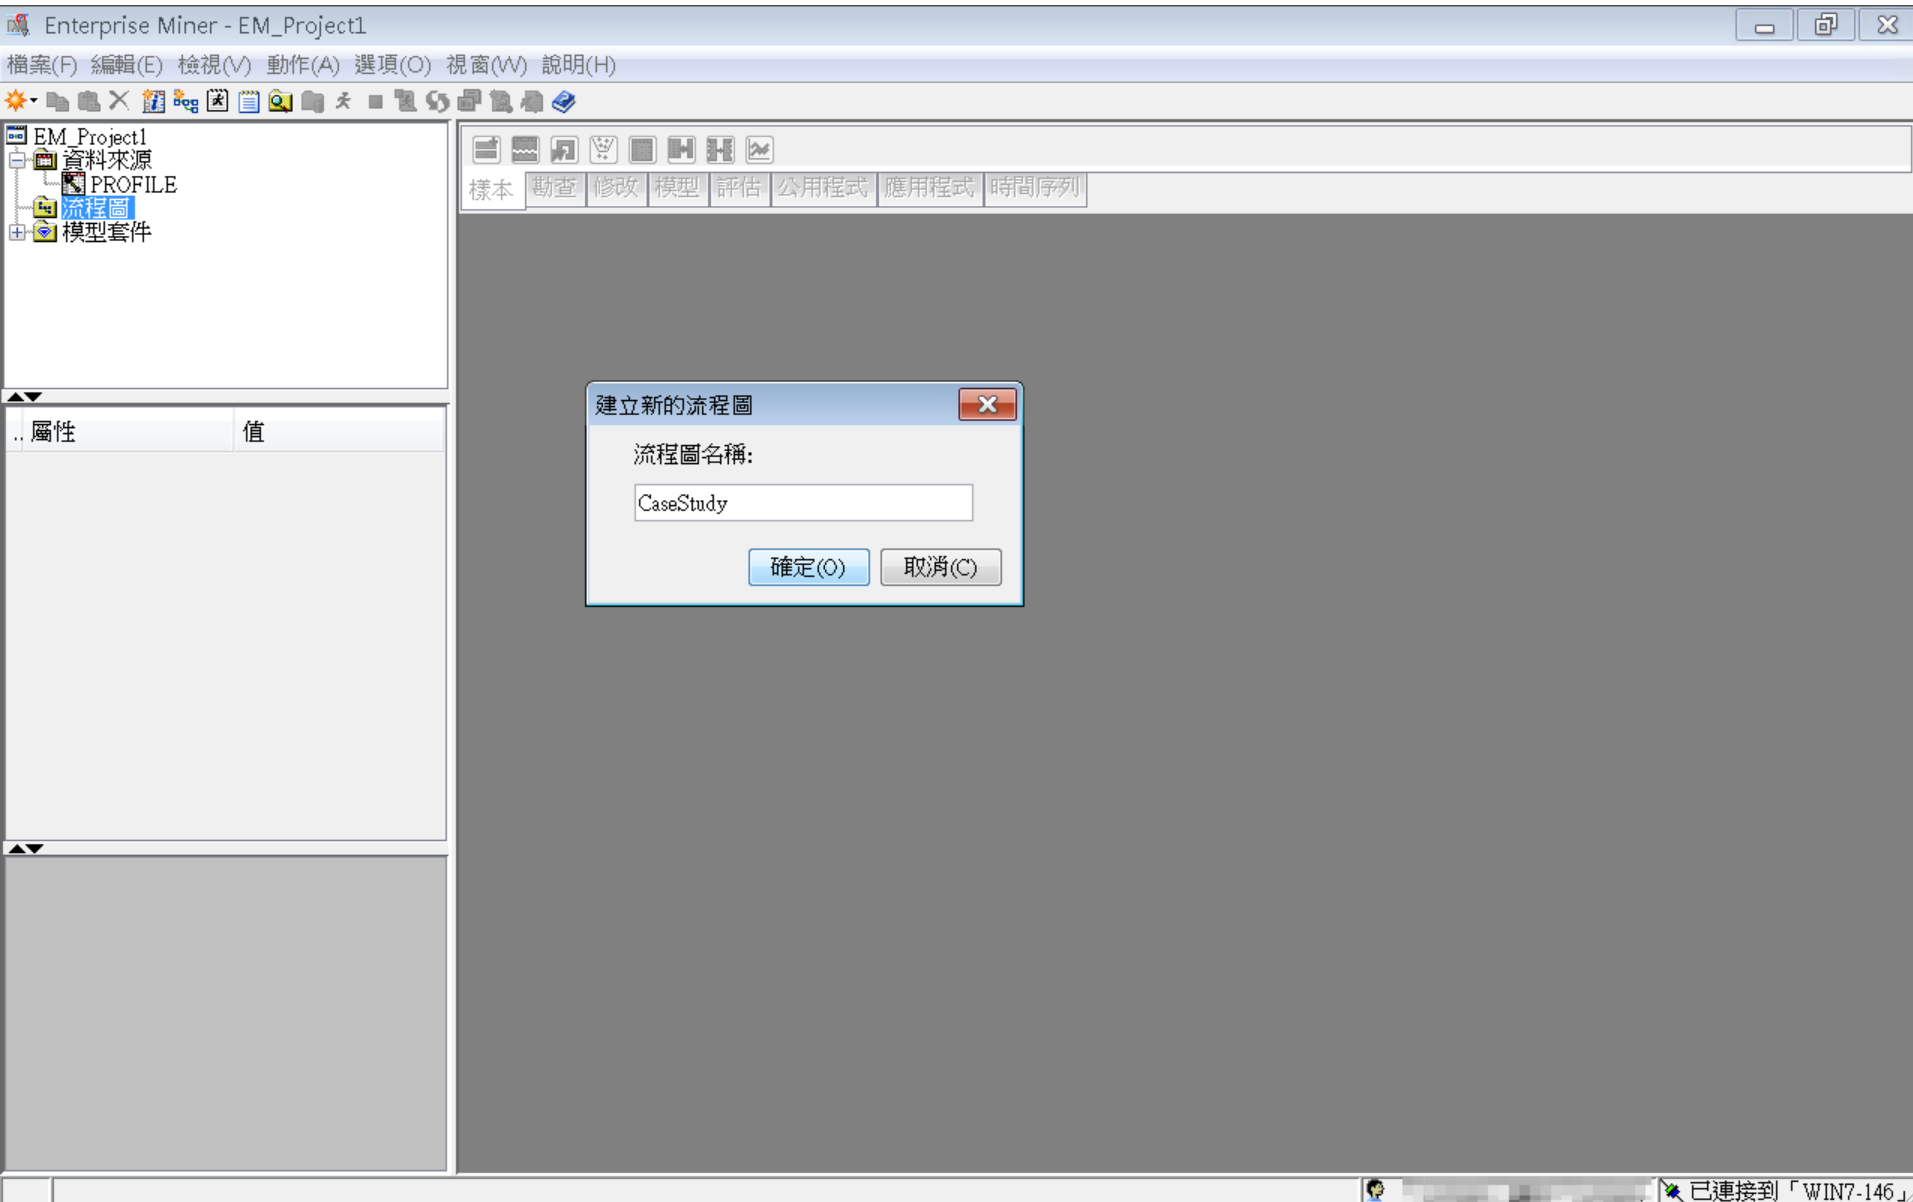 Enterprise Miner - EM_Project1
檔案(F) 編輯(E) 檢視(V) 動作(A) 選項(O) 視窗(W) 說明(H)
EM_Project1
資料來源
PROFILE
流程圖
模型套件
樣本 勘查 修改 模型 評估 公用程式 應用程式 時間序列
.. 屬性 值
建立新的流程圖
流程圖名稱:
CaseStudy
確定(O) 取消(C)
已連接到「WIN7-146」